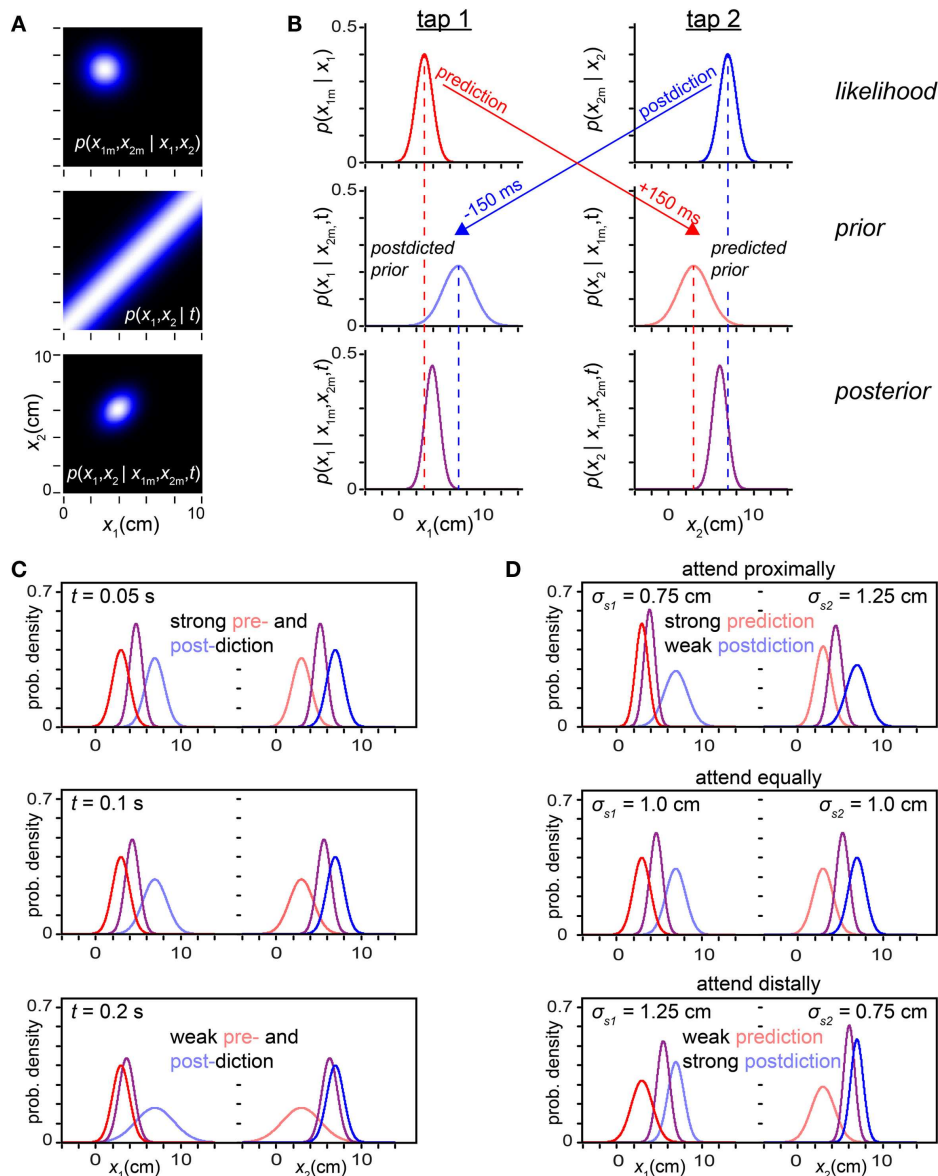 A
p(x1m,x2m | x1,x2)
p(x1,x2 | t)
10
x2(cm)
0
p(x1,x2 | x1m,x2m,t)
0 10
x1(cm)
B
tap 1
tap 2
0.5
p(x1m | x1)
0
prediction
0.5
p(x2m | x2)
0
postdiction
likelihood
-150 ms
+150 ms
0.5
p(x1 | x2m,,t)
0
postdicted
prior
0.5
p(x2 | x1m,,t)
0
predicted
prior
prior
0.5
p(x1 | x1m,x2m,t)
0
0.5
p(x2 | x1m,x2m,t)
0
posterior
0 10
x1(cm)
0 10
x2(cm)
C
0.7
prob. density
0
t = 0.05 s
strong pre- and
post-diction
0 10 0 10
0.7
prob. density
0
t = 0.1 s
0 10 0 10
0.7
prob. density
0
t = 0.2 s
weak pre- and
post-diction
0 10 0 10
x1(cm) x2(cm)
D
attend proximally
0.7
prob. density
0
σs1 = 0.75 cm σs2 = 1.25 cm
strong prediction
weak postdiction
0 10 0 10
attend equally
0.7
prob. density
0
σs1 = 1.0 cm σs2 = 1.0 cm
0 10 0 10
attend distally
0.7
prob. density
0
σs1 = 1.25 cm σs2 = 0.75 cm
weak prediction
strong postdiction
0 10 0 10
x1(cm) x2(cm)